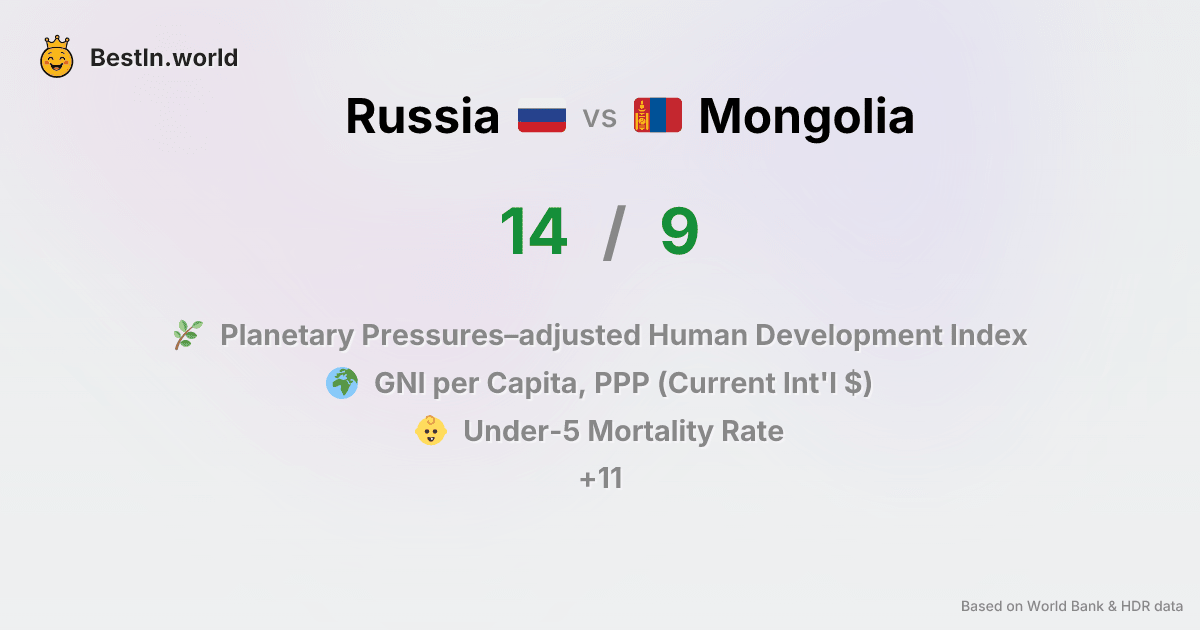 BestIn.world
Russia vs Mongolia
14 / 9
Planetary Pressures–adjusted Human Development Index
GNI per Capita, PPP (Current Int'l $)
Under-5 Mortality Rate
+11
Based on World Bank & HDR data